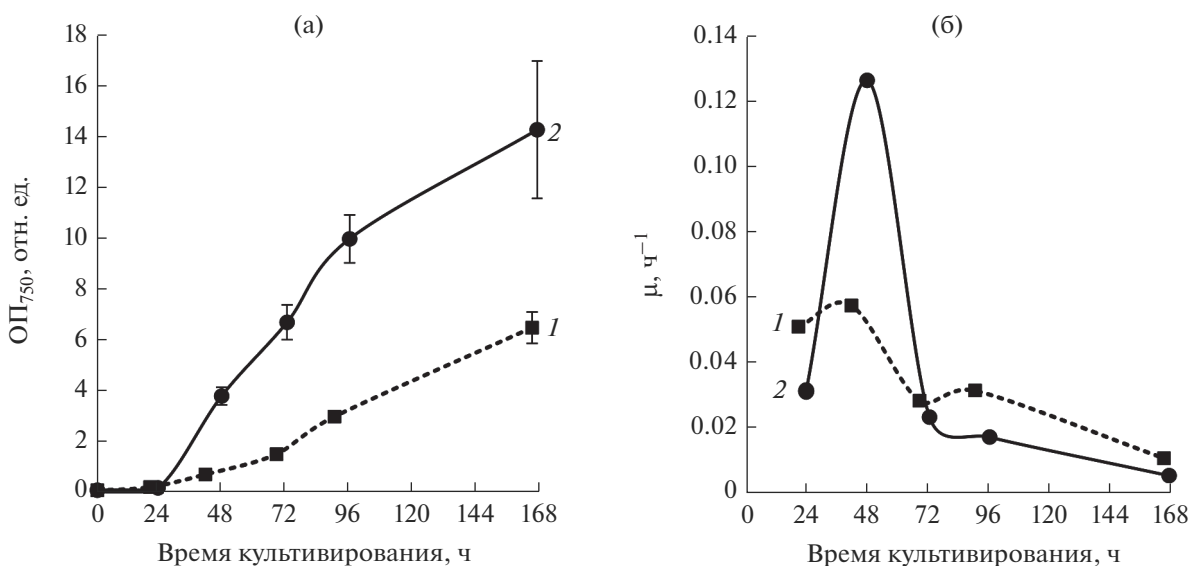 (а)
ОП750, отн. ед.
18
16
14
12
10
8
6
4
2
0
2
1
0 24 48 72 96 120 144 168
Время культивирования, ч
(б)
μ, ч–1
0.14
0.12
0.10
0.08
0.06
0.04
0.02
0
1
2
0 24 48 72 96 120 144 168
Время культивирования, ч